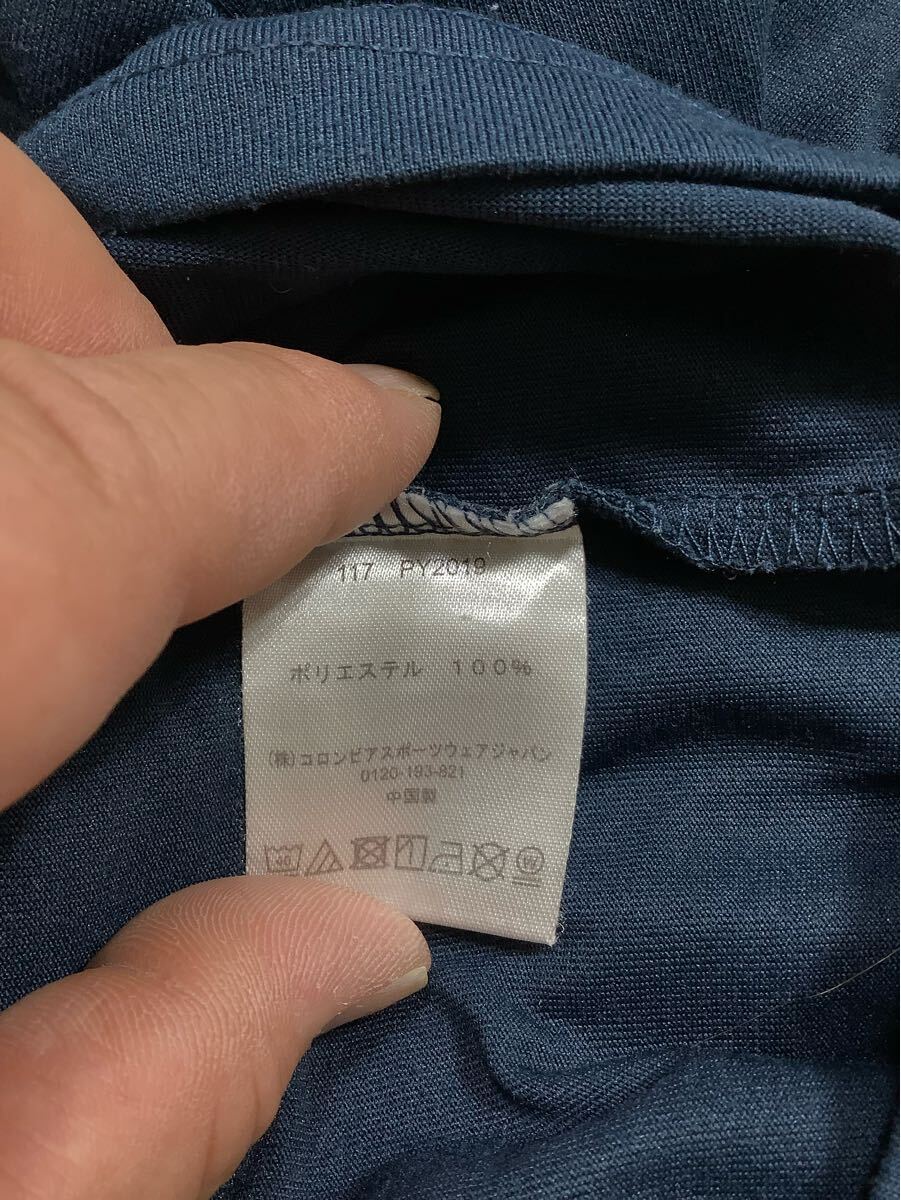 117 PY2019
ポリエステル 100%
(株)コロンビアスポーツウェアジャパン
0120-193-821
中国製
40 W